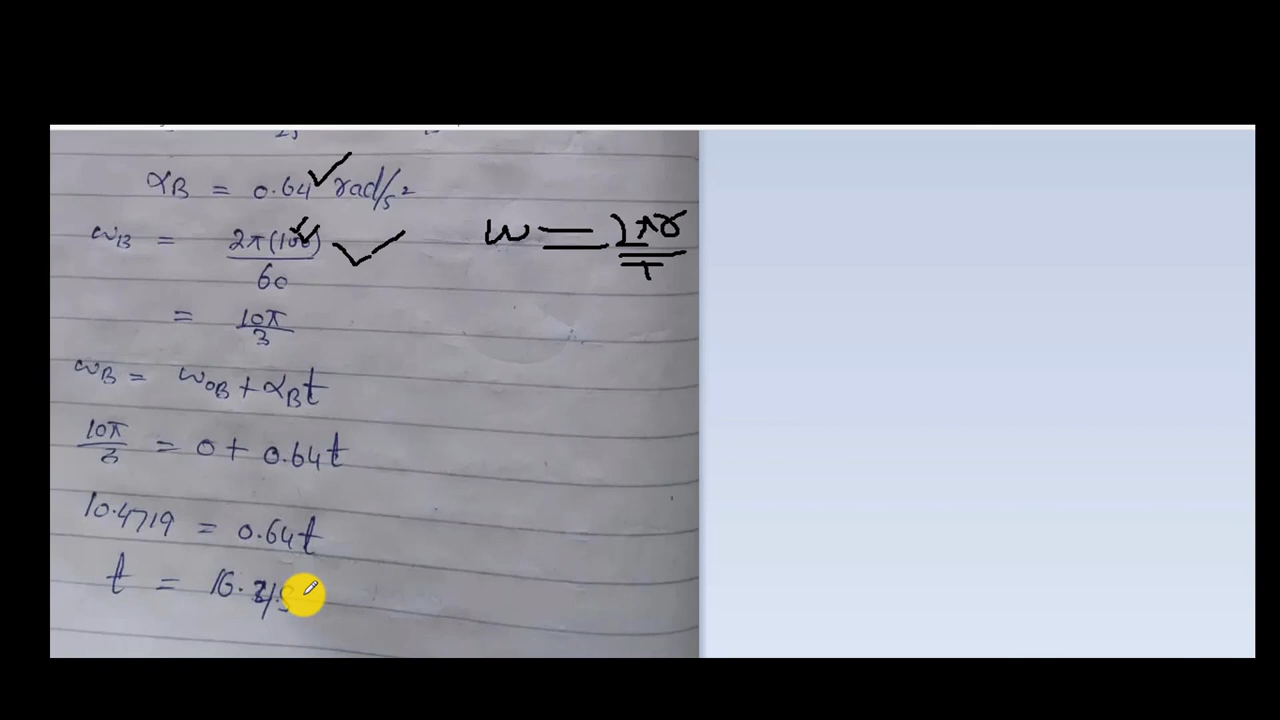 αB = 0.64 rad/s²
ωB = 2π(100)/60
ω = 2πr/T
= 10π/3
ωB = ω0B + αBt
10π/3 = 0 + 0.64t
10.4719 = 0.64t
t = 16.